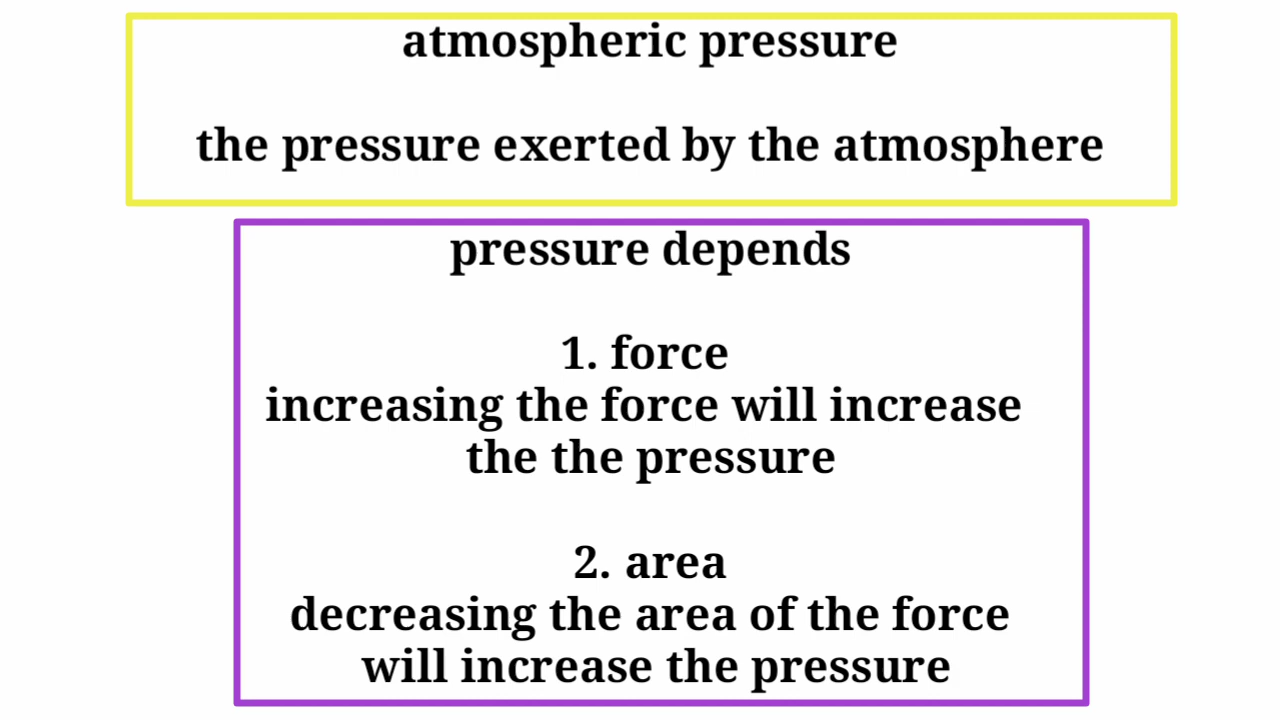 atmospheric pressure
the pressure exerted by the atmosphere
pressure depends
1. force
increasing the force will increase
the the pressure
2. area
decreasing the area of the force
will increase the pressure